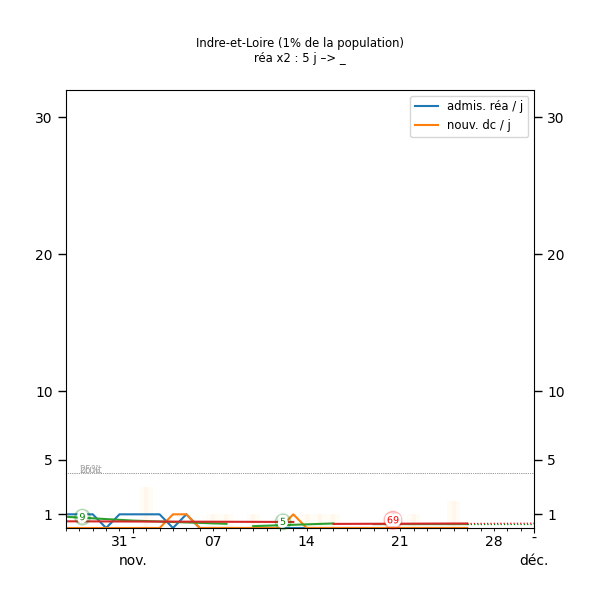 Indre-et-Loire (1% de la population)
réa x2 : 5 j –> _
admis. réa / j
nouv. dc / j
30 30
20 20
10 10
5 5
9 5 69
1 1
31 - 07 14 21 28 -
nov. déc.